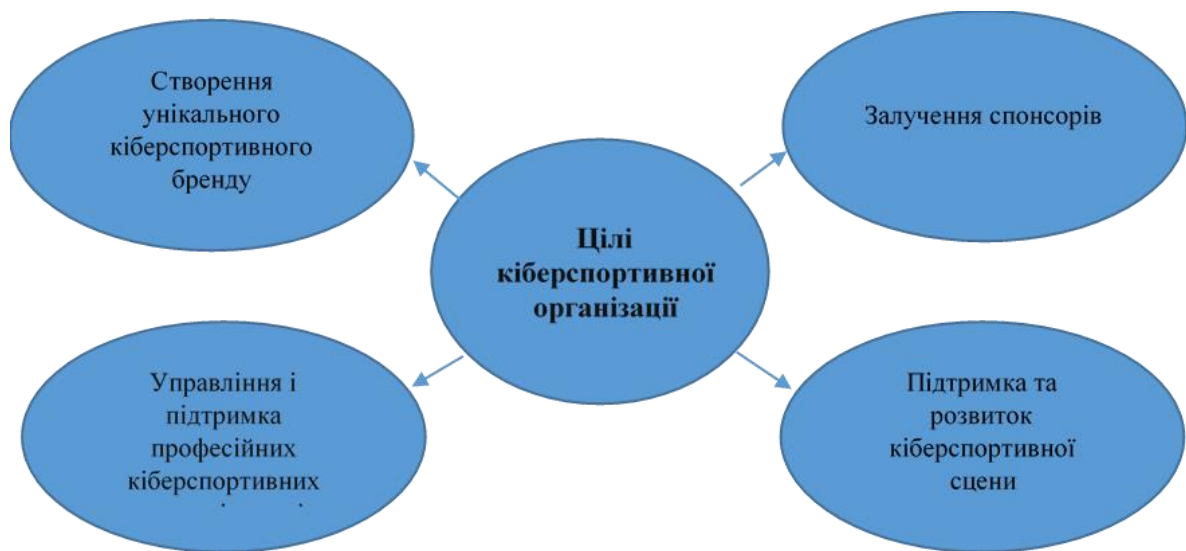 Створення
унікального
кіберспортивного
бренду
Залучення спонсорів
Цілі
кіберспортивної
організації
Управління і
підтримка
професійних
кіберспортивних
Підтримка та
розвиток
кіберспортивної
сцени